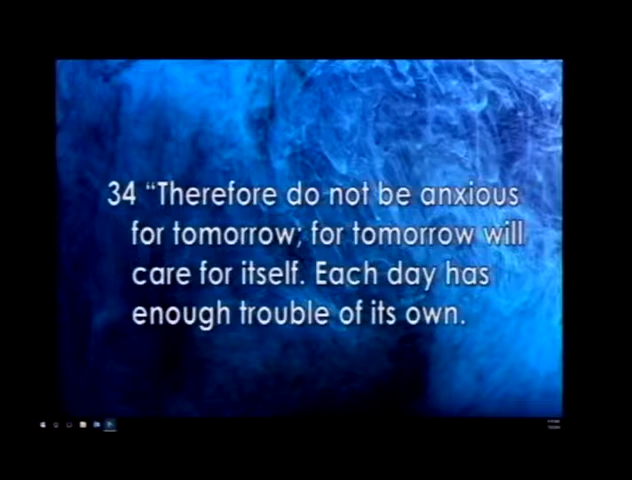 34 “Therefore do not be anxious
for tomorrow; for tomorrow will
care for itself. Each day has
enough trouble of its own.